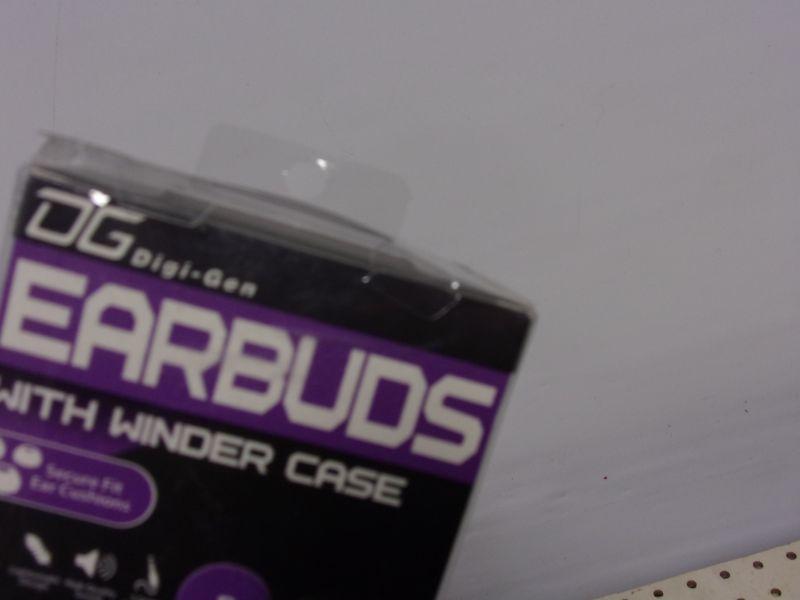 DG Digi-Gen
EARBUDS
WITH WINDER CASE
Secure Fit
Ear Cushions